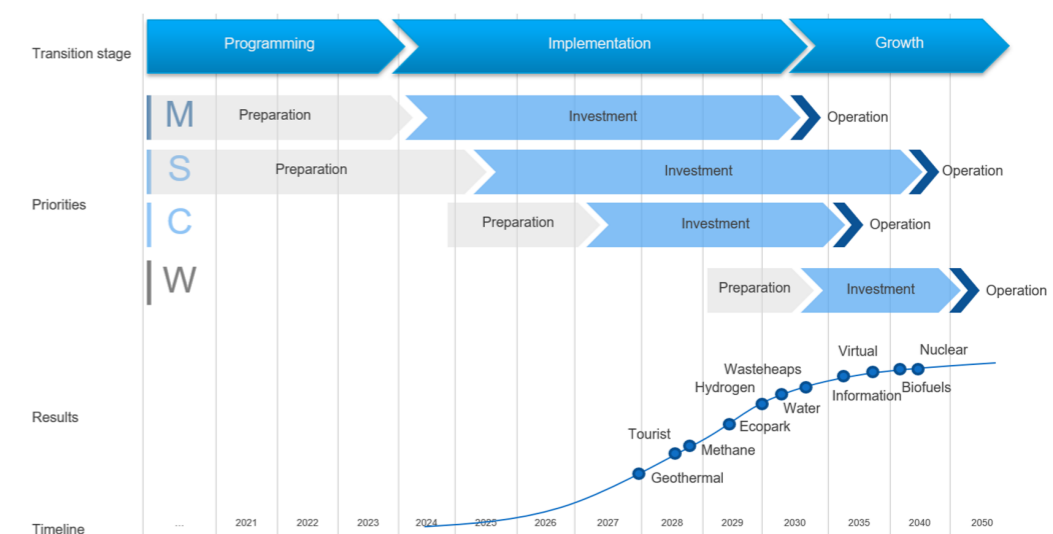 Transition stage
Programming
Implementation
Growth
Priorities
M
Preparation
Investment
Operation
S
Preparation
Investment
Operation
C
Preparation
Investment
Operation
W
Preparation
Investment
Operation
Results
Geothermal
Tourist
Methane
Ecopark
Hydrogen
Wasteheaps
Water
Virtual
Information
Biofuels
Nuclear
Timeline
... 2021 2022 2023 2024 2025 2026 2027 2028 2029 2030 2035 2040 2050